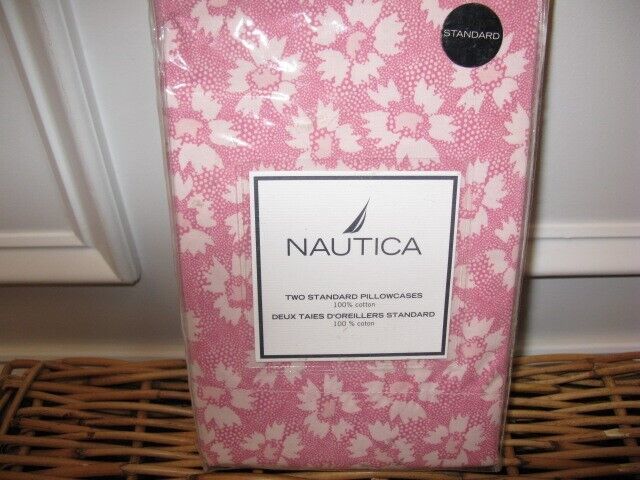 STANDARD
NAUTICA
TWO STANDARD PILLOWCASES
100% cotton
DEUX TAIES D'OREILLERS STANDARD
100 % coton